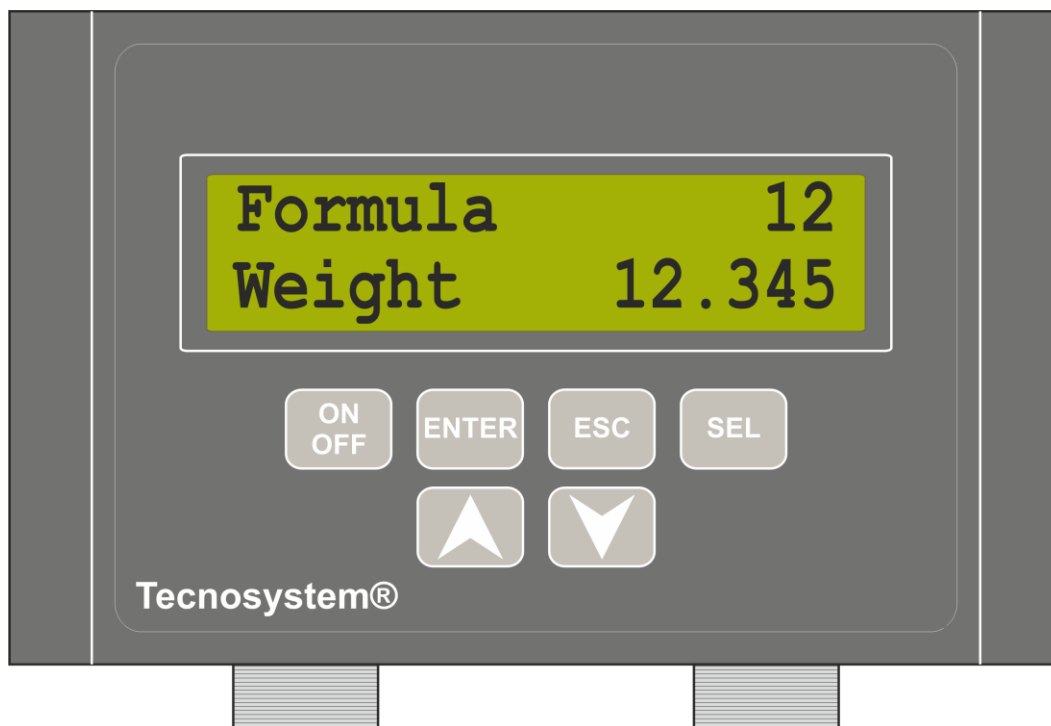 Formula 12
Weight 12.345
ON
OFF
ENTER
ESC
SEL
Tecnosystem®